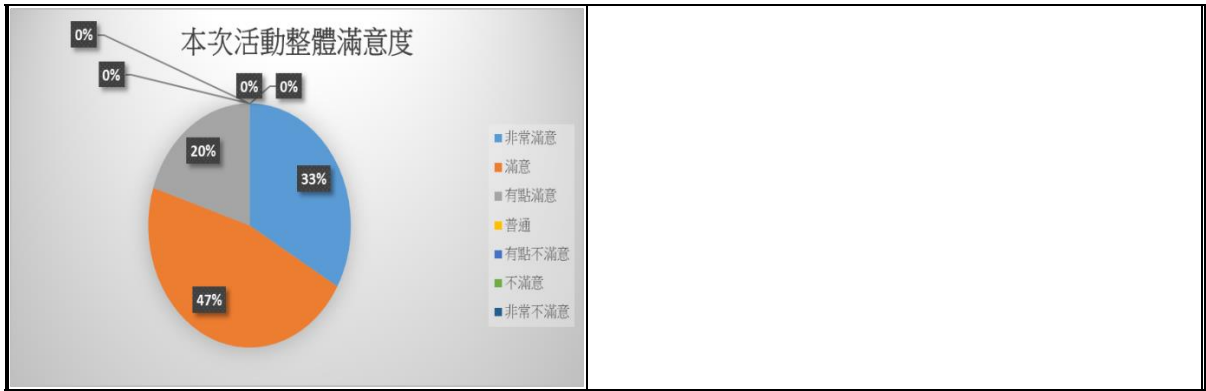 本次活動整體滿意度
0%
0%
0%
0%
20%
33%
47%
非常滿意
滿意
有點滿意
普通
有點不滿意
不滿意
非常不滿意